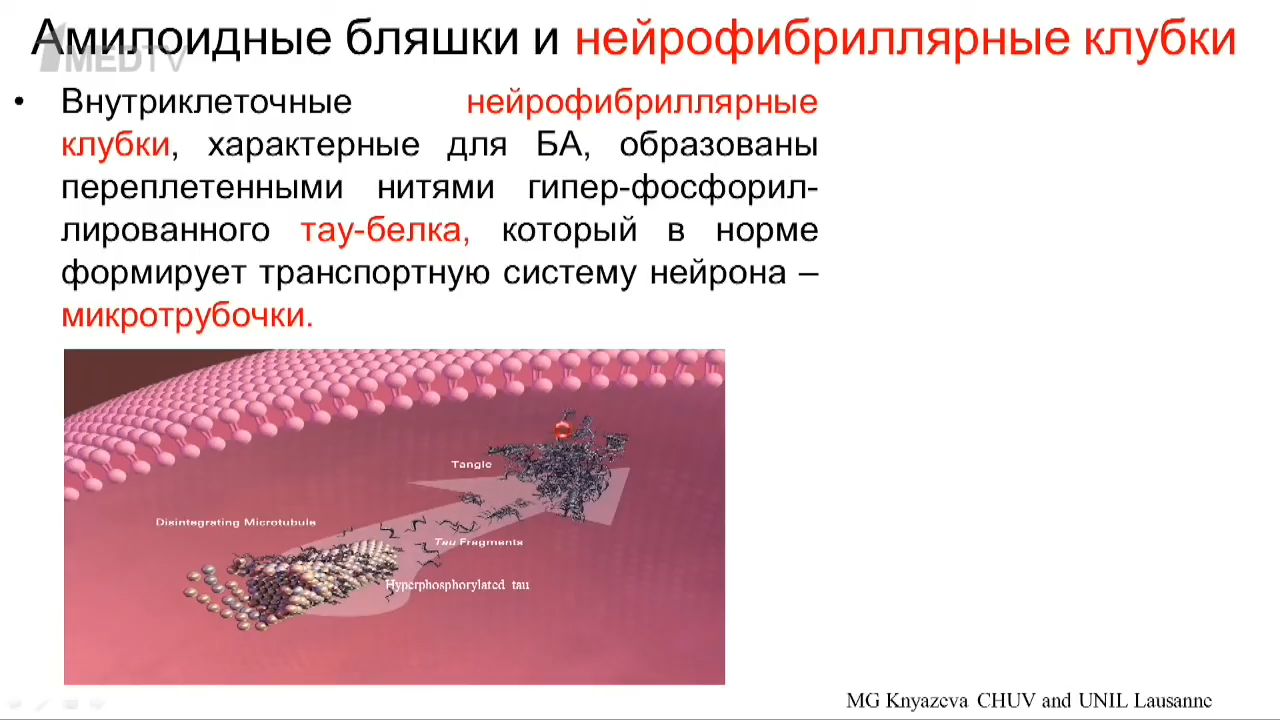 Амилоидные бляшки и нейрофибриллярные клубки
1MEDTV
• Внутриклеточные нейрофибриллярные
клубки, характерные для БА, образованы
переплетенными нитями гипер-фосфорил-
лированного тау-белка, который в норме
формирует транспортную систему нейрона –
микротрубочки.
Tangle
Disintegrating Microtubule
Tau Fragments
Hyperphosphorylated tau
MG Knyazeva CHUV and UNIL Lausanne